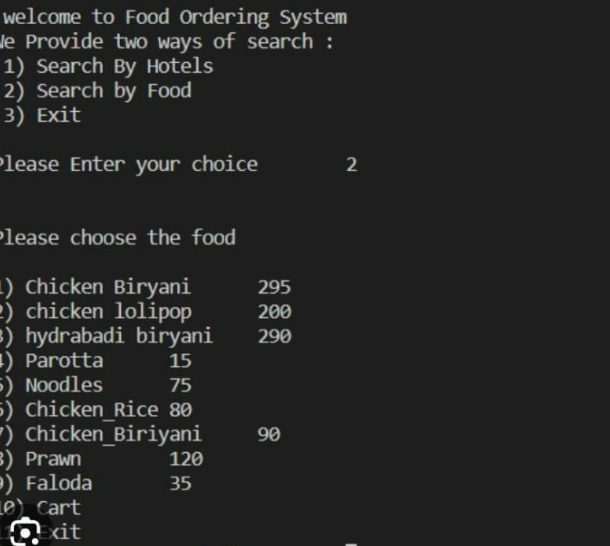 welcome to Food Ordering System
We Provide two ways of search :
1) Search By Hotels
2) Search by Food
3) Exit
Please Enter your choice 2
Please choose the food
1) Chicken Biryani 295
2) chicken lolipop 200
3) hydrabadi biryani 290
4) Parotta 15
5) Noodles 75
6) Chicken_Rice 80
7) Chicken_Biriyani 90
8) Prawn 120
9) Faloda 35
10) Cart
Exit